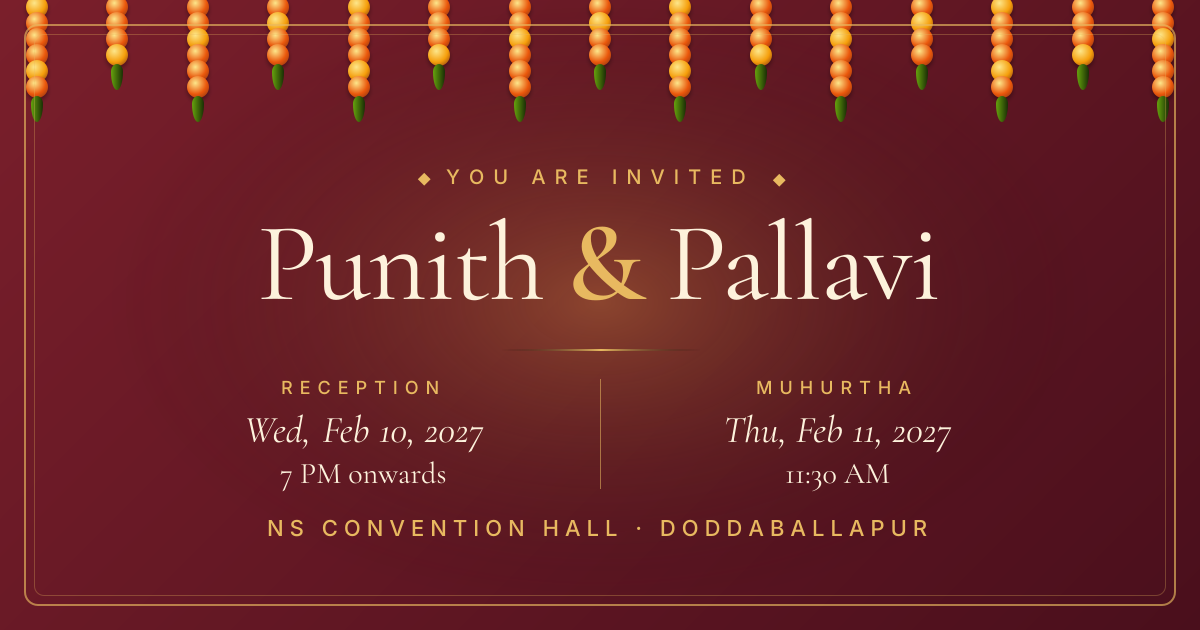 ◆ YOU ARE INVITED ◆
Punith & Pallavi
RECEPTION
Wed, Feb 10, 2027
7 PM onwards
MUHURTHA
Thu, Feb 11, 2027
11:30 AM
NS CONVENTION HALL · DODDABALLAPUR